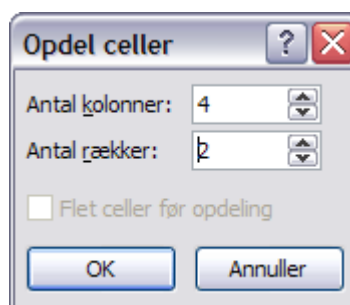 Opdel celler
Antal kolonner: 4
Antal rækker: 2
Flet celler før opdeling
OK Annuller